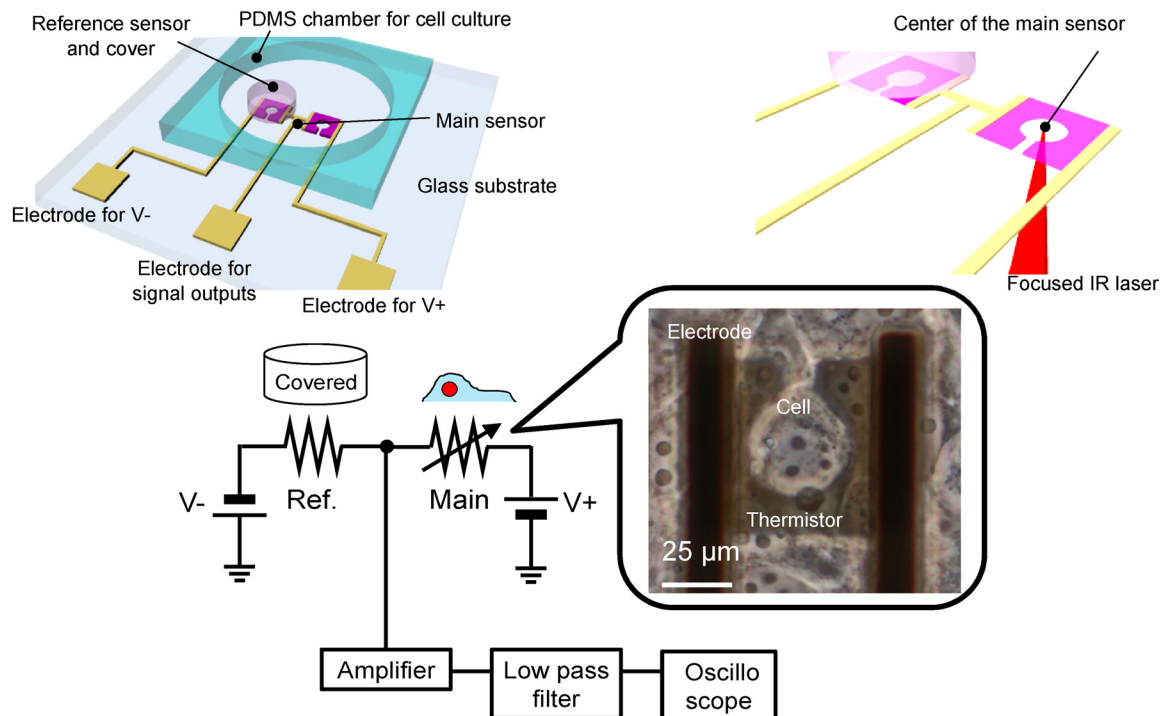 Reference sensor
and cover
PDMS chamber for cell culture
Main sensor
Glass substrate
Electrode for V-
Electrode for
signal outputs
Electrode for V+
Center of the main sensor
Focused IR laser
Covered
V-
Ref.
Main
V+
Electrode
Cell
Thermistor
25 µm
Amplifier
Low pass
filter
Oscillo
scope